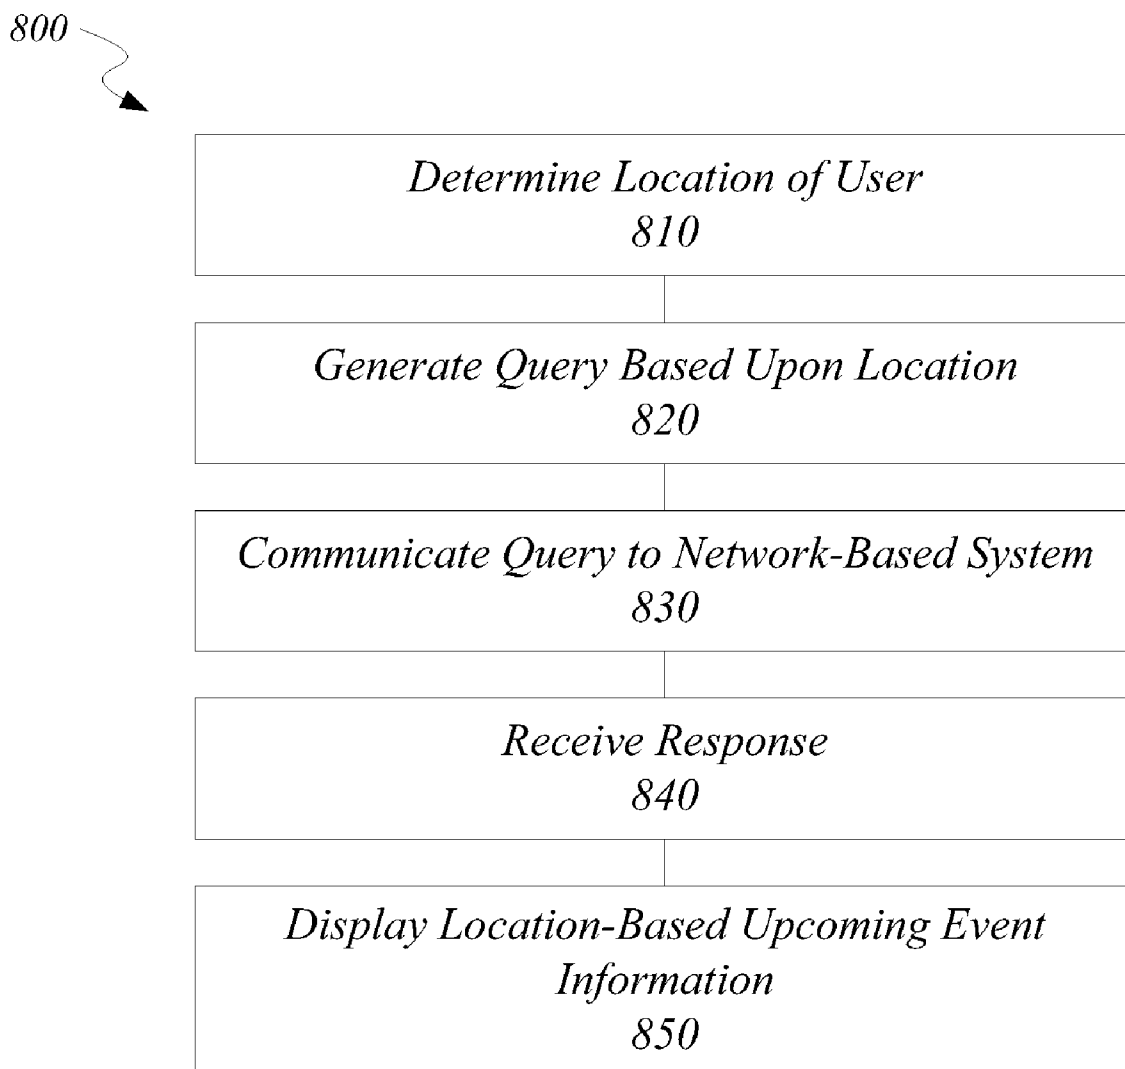 800
Determine Location of User
810
Generate Query Based Upon Location
820
Communicate Query to Network-Based System
830
Receive Response
840
Display Location-Based Upcoming Event
Information
850